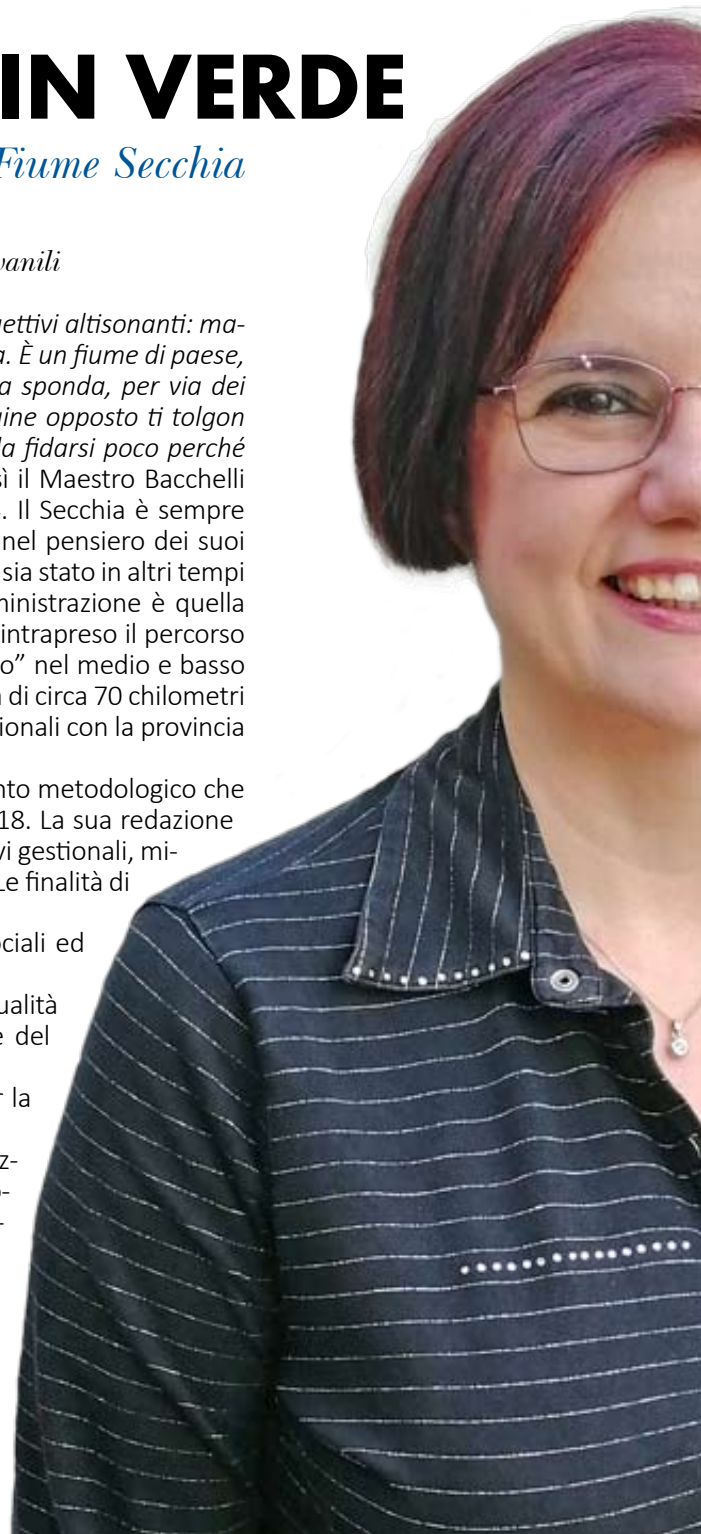 IN VERDE
Fiume Secchia
vanili
ettivi altisonanti: ma-
a. È un fiume di paese,
a sponda, per via dei
ine opposto ti tolgon
la fidarsi poco perché
ì il Maestro Bacchelli
. Il Secchia è sempre
nel pensiero dei suoi
sia stato in altri tempi
ministrazione è quella
intrapreso il percorso
o” nel medio e basso
di circa 70 chilometri
ionali con la provincia
nto metodologico che
18. La sua redazione
vi gestionali, mi-
Le finalità di
ociali ed
ualità
e del
r la
z-
o-
-